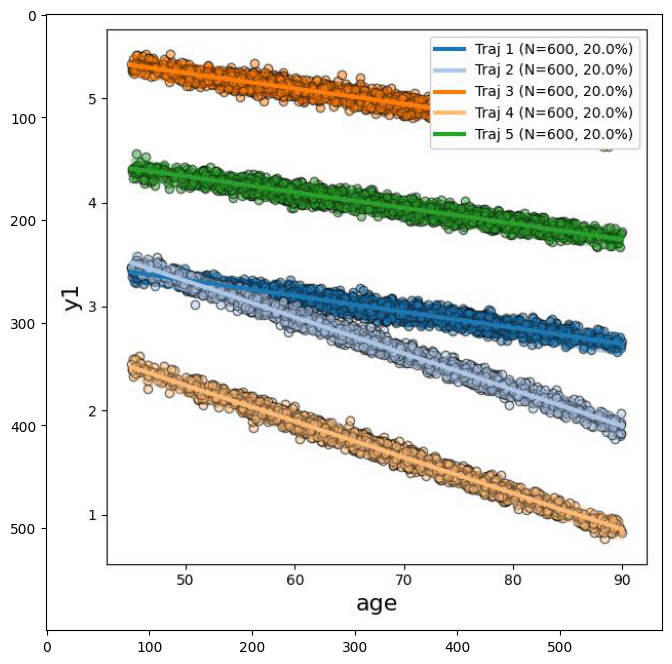 0
100
200
300
400
500
5
4
3
2
1
y1
Traj 1 (N=600, 20.0%)
Traj 2 (N=600, 20.0%)
Traj 3 (N=600, 20.0%)
Traj 4 (N=600, 20.0%)
Traj 5 (N=600, 20.0%)
50 60 70 80 90
age
0 100 200 300 400 500